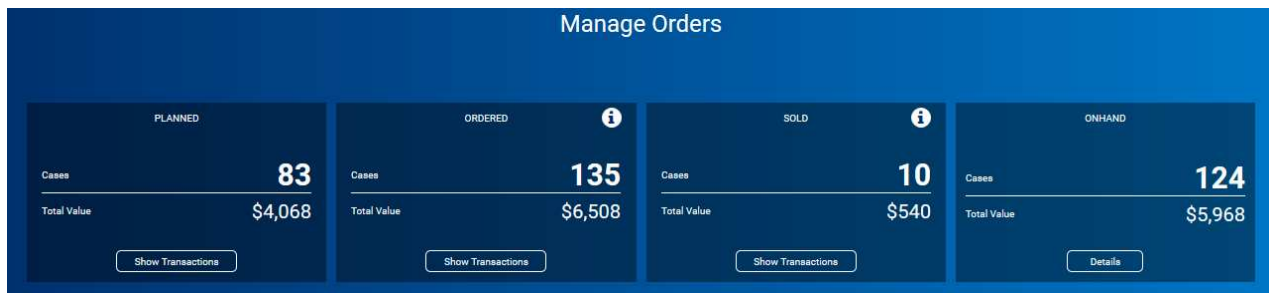 Manage Orders
PLANNED
Cases 83
Total Value $4,068
Show Transactions
ORDERED
Cases 135
Total Value $6,508
Show Transactions
SOLD
Cases 10
Total Value $540
Show Transactions
ONHAND
Cases 124
Total Value $5,968
Details